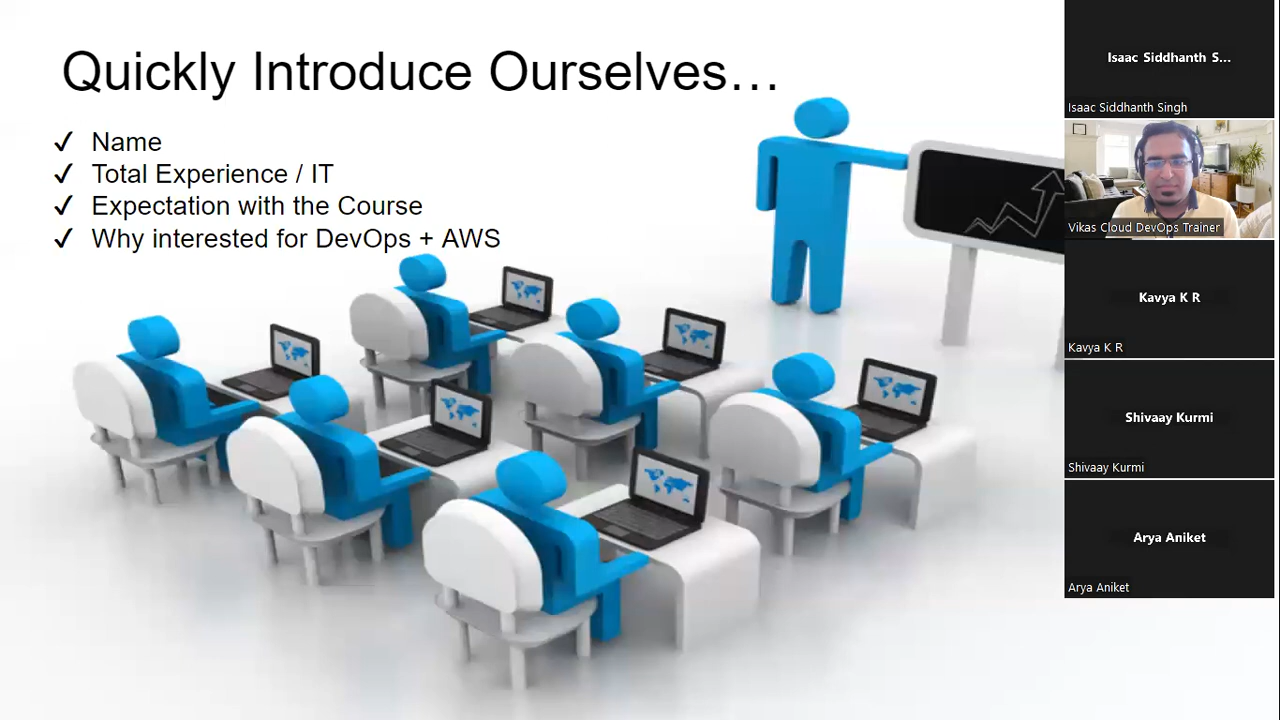 Quickly Introduce Ourselves…
✓ Name
✓ Total Experience / IT
✓ Expectation with the Course
✓ Why interested for DevOps + AWS
Isaac Siddhanth S...
Isaac Siddhanth Singh
Vikas Cloud DevOps Trainer
Kavya K R
Kavya K R
Shivaay Kurmi
Shivaay Kurmi
Arya Aniket
Arya Aniket